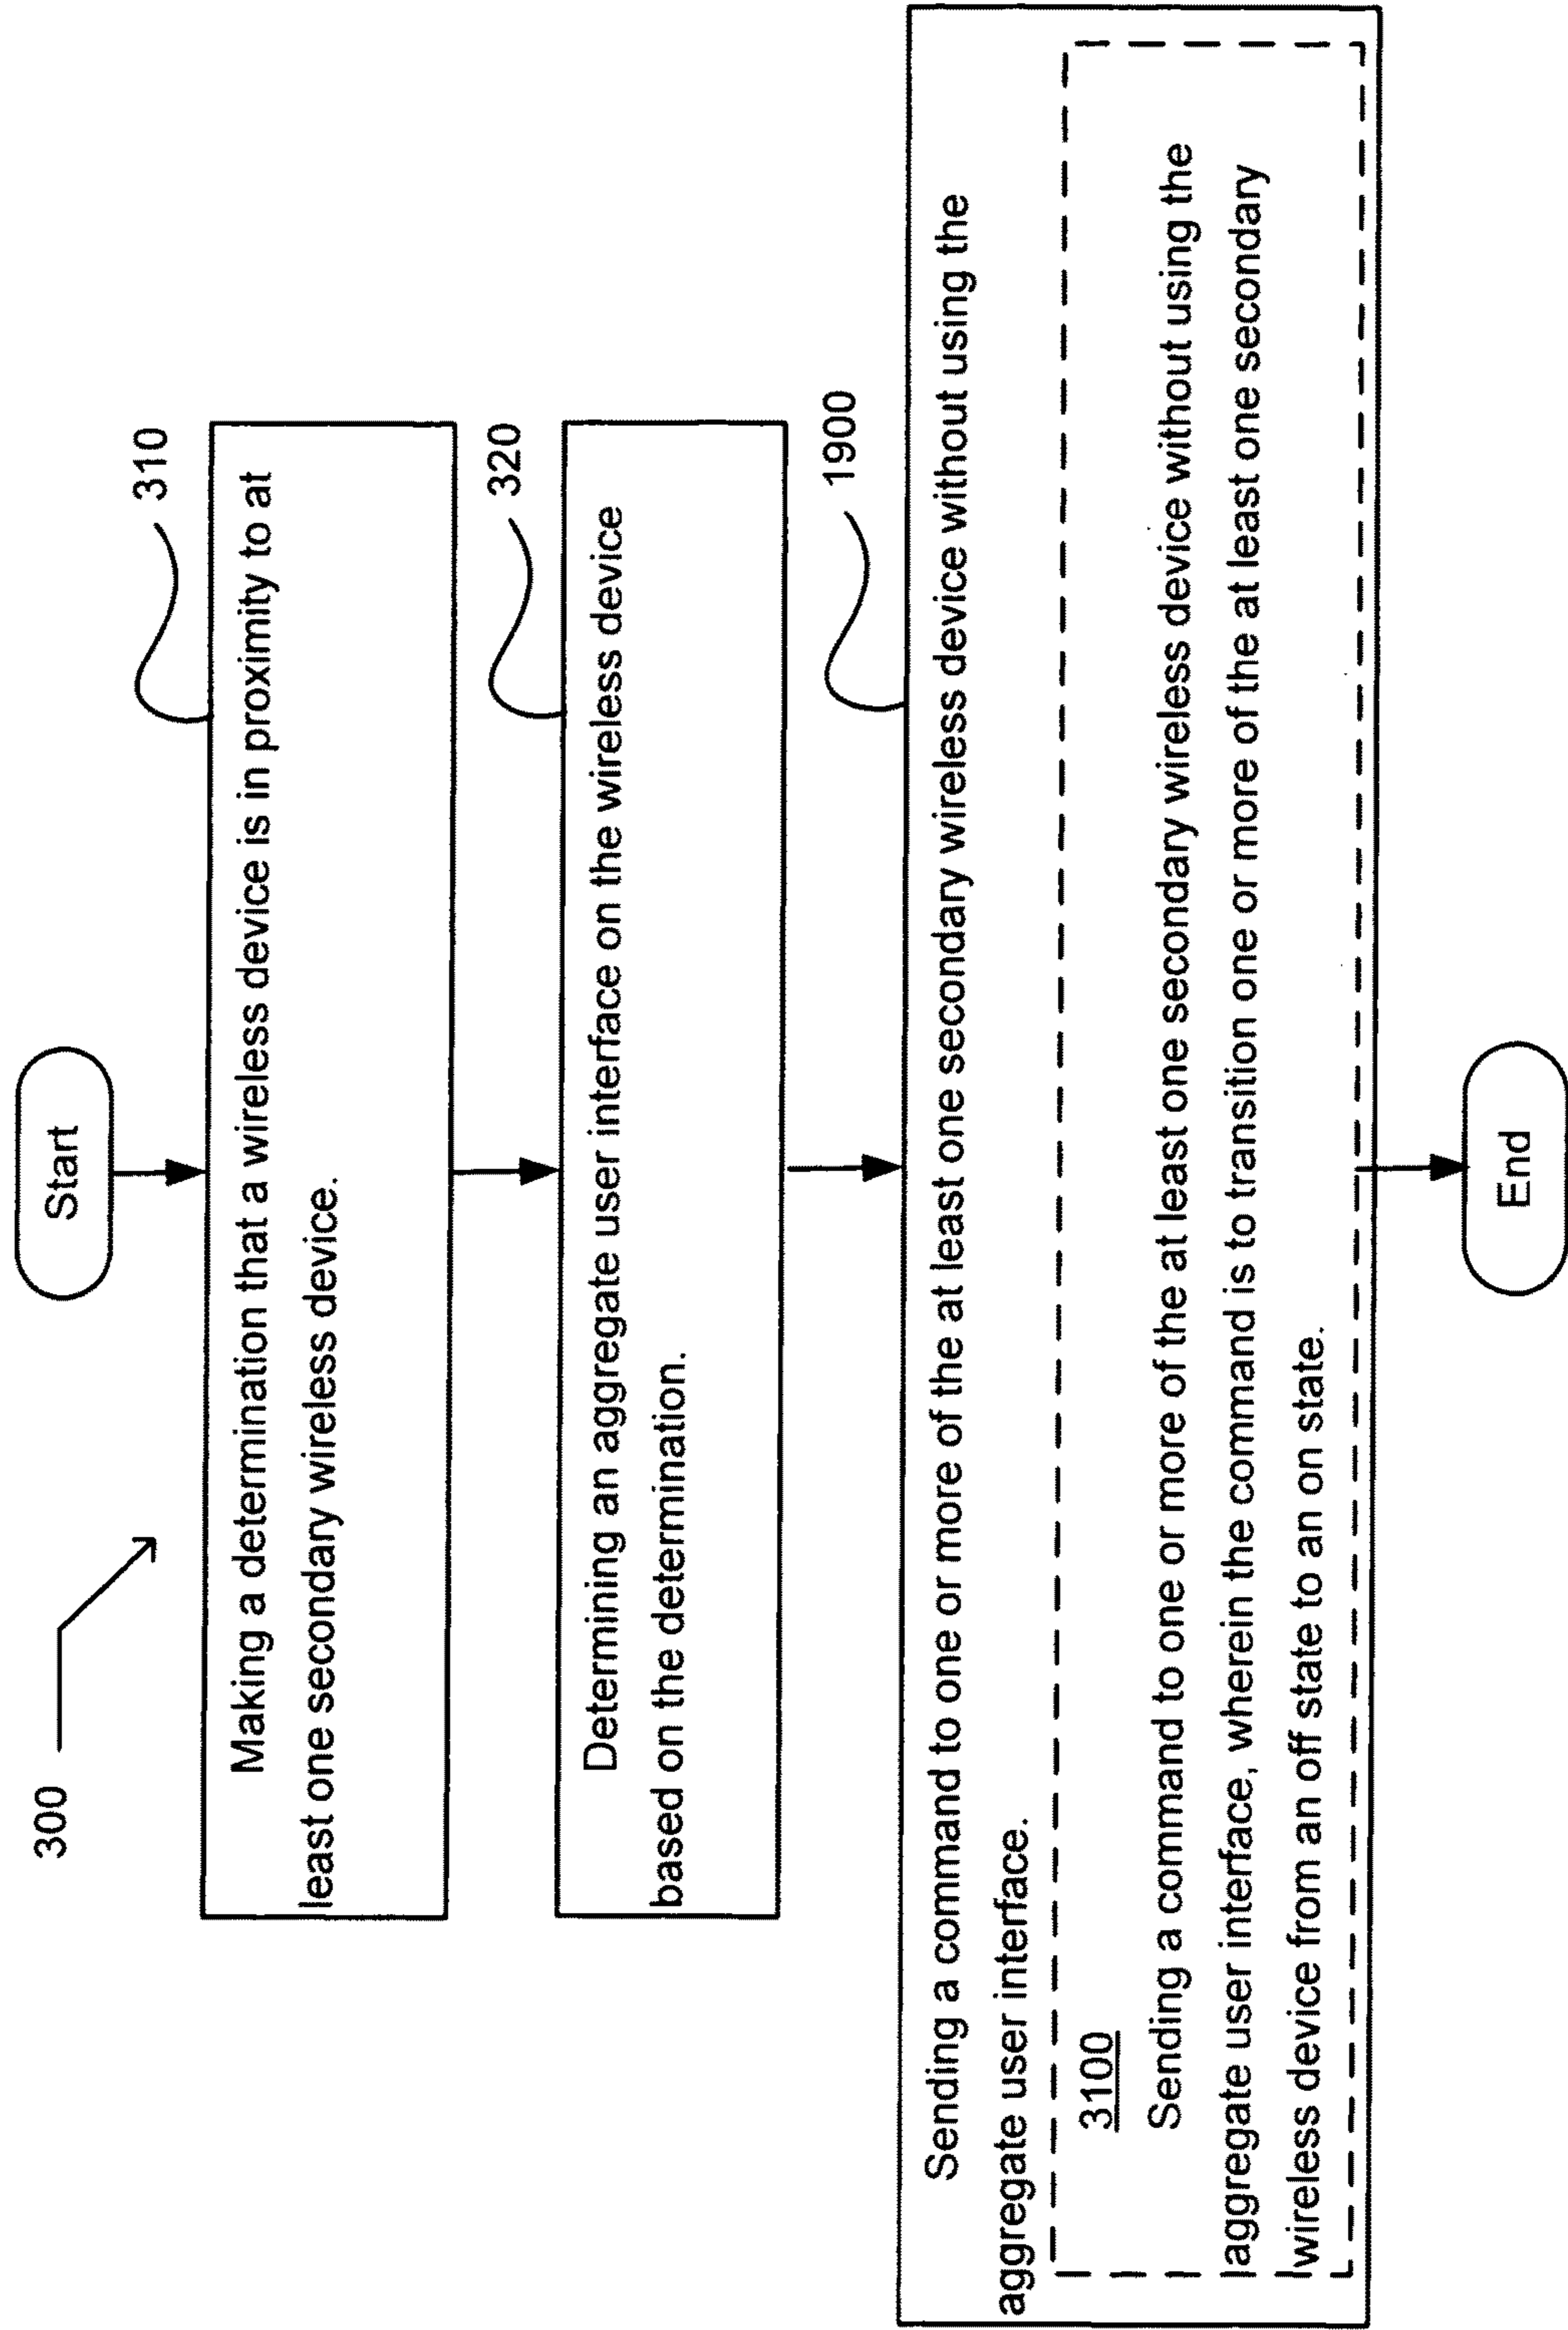 300
Start
310
Making a determination that a wireless device is in proximity to at
least one secondary wireless device.
320
Determining an aggregate user interface on the wireless device
based on the determination.
1900
Sending a command to one or more of the at least one secondary wireless device without using the
aggregate user interface.
3100
Sending a command to one or more of the at least one secondary wireless device without using the
aggregate user interface, wherein the command is to transition one or more of the at least one secondary
wireless device from an off state to an on state.
End